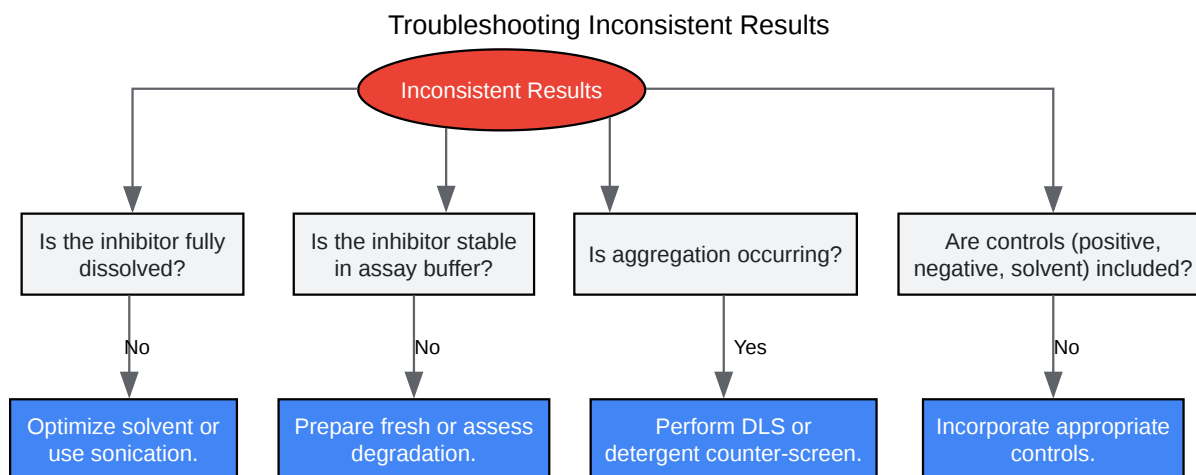 Troubleshooting Inconsistent Results
Inconsistent Results
Is the inhibitor fully
dissolved?
Is the inhibitor stable
in assay buffer?
Is aggregation occurring?
Are controls (positive,
negative, solvent) included?
No
No
Yes
No
Optimize solvent or
use sonication.
Prepare fresh or assess
degradation.
Perform DLS or
detergent counter-screen.
Incorporate appropriate
controls.